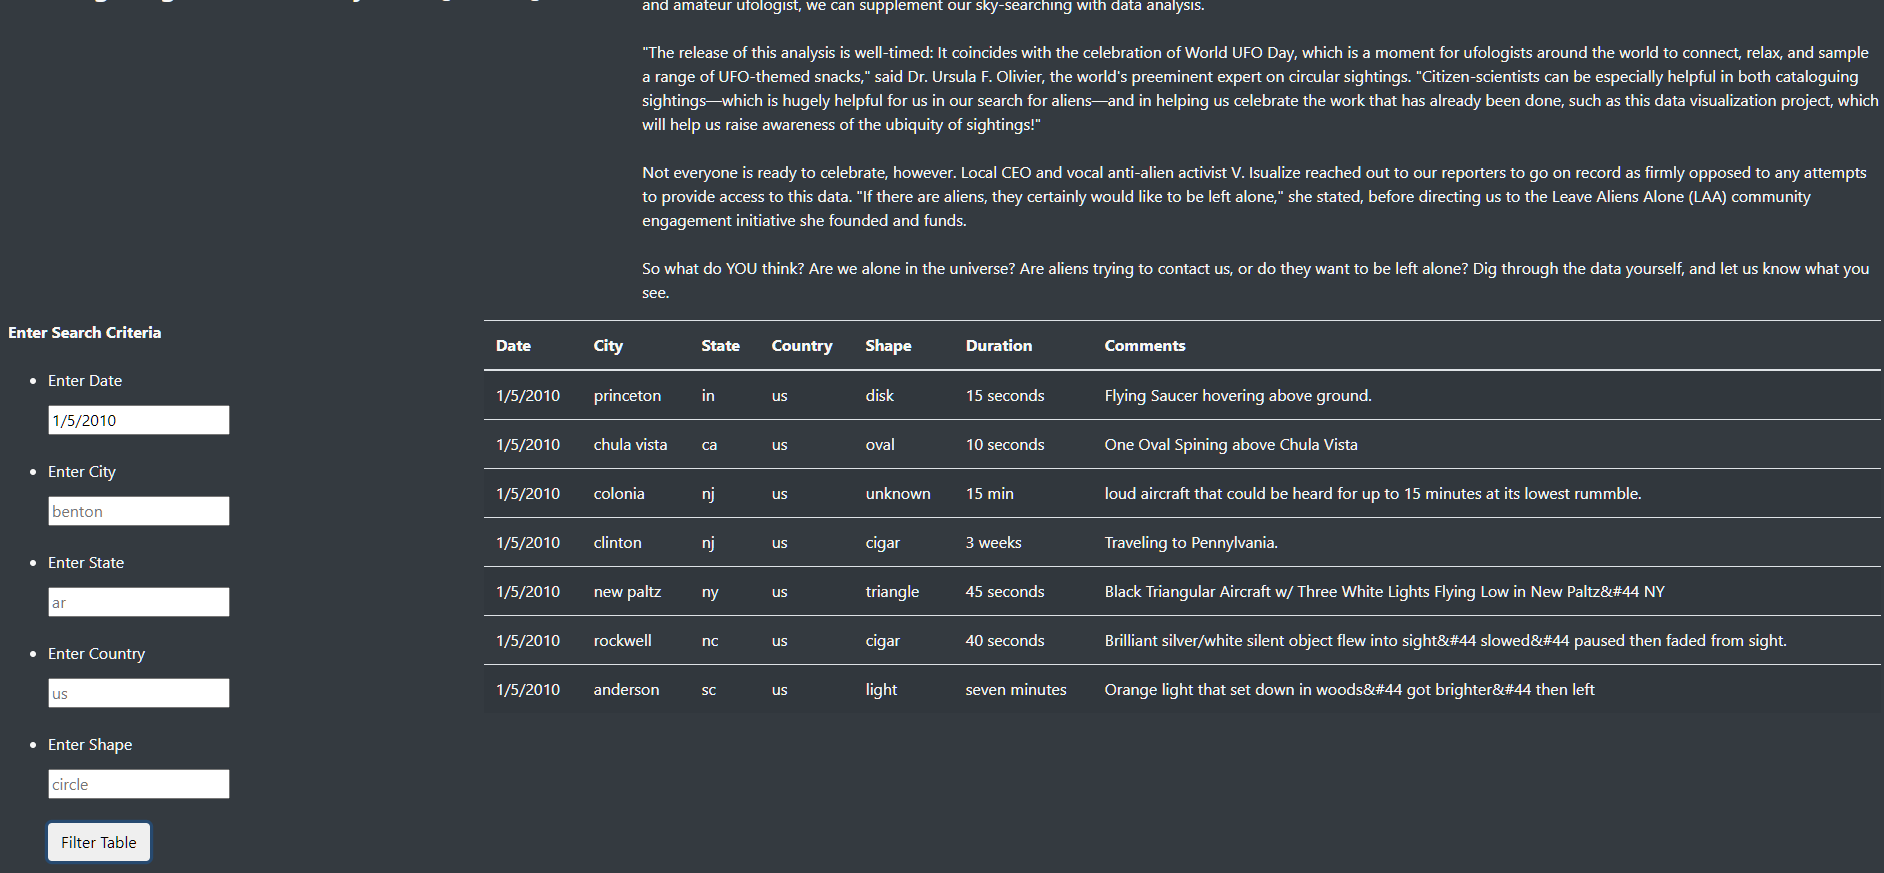 and amateur ufologist, we can supplement our sky-searching with data analysis.
"The release of this analysis is well-timed: It coincides with the celebration of World UFO Day, which is a moment for ufologists around the world to connect, relax, and sample
a range of UFO-themed snacks," said Dr. Ursula F. Olivier, the world's preeminent expert on circular sightings. "Citizen-scientists can be especially helpful in both cataloguing
sightings—which is hugely helpful for us in our search for aliens—and in helping us celebrate the work that has already been done, such as this data visualization project, which
will help us raise awareness of the ubiquity of sightings!"
Not everyone is ready to celebrate, however. Local CEO and vocal anti-alien activist V. Isualize reached out to our reporters to go on record as firmly opposed to any attempts
to provide access to this data. "If there are aliens, they certainly would like to be left alone," she stated, before directing us to the Leave Aliens Alone (LAA) community
engagement initiative she founded and funds.
So what do YOU think? Are we alone in the universe? Are aliens trying to contact us, or do they want to be left alone? Dig through the data yourself, and let us know what you
see.
Enter Search Criteria
Enter Date
1/5/2010
Enter City
benton
Enter State
ar
Enter Country
us
Enter Shape
circle
Filter Table
Date City State Country Shape Duration Comments
1/5/2010 princeton in us disk 15 seconds Flying Saucer hovering above ground.
1/5/2010 chula vista ca us oval 10 seconds One Oval Spining above Chula Vista
1/5/2010 colonia nj us unknown 15 min loud aircraft that could be heard for up to 15 minutes at its lowest rummble.
1/5/2010 clinton nj us cigar 3 weeks Traveling to Pennylvania.
1/5/2010 new paltz ny us triangle 45 seconds Black Triangular Aircraft w/ Three White Lights Flying Low in New Paltz&#44 NY
1/5/2010 rockwell nc us cigar 40 seconds Brilliant silver/white silent object flew into sight&#44 slowed&#44 paused then faded from sight.
1/5/2010 anderson sc us light seven minutes Orange light that set down in woods&#44 got brighter&#44 then left